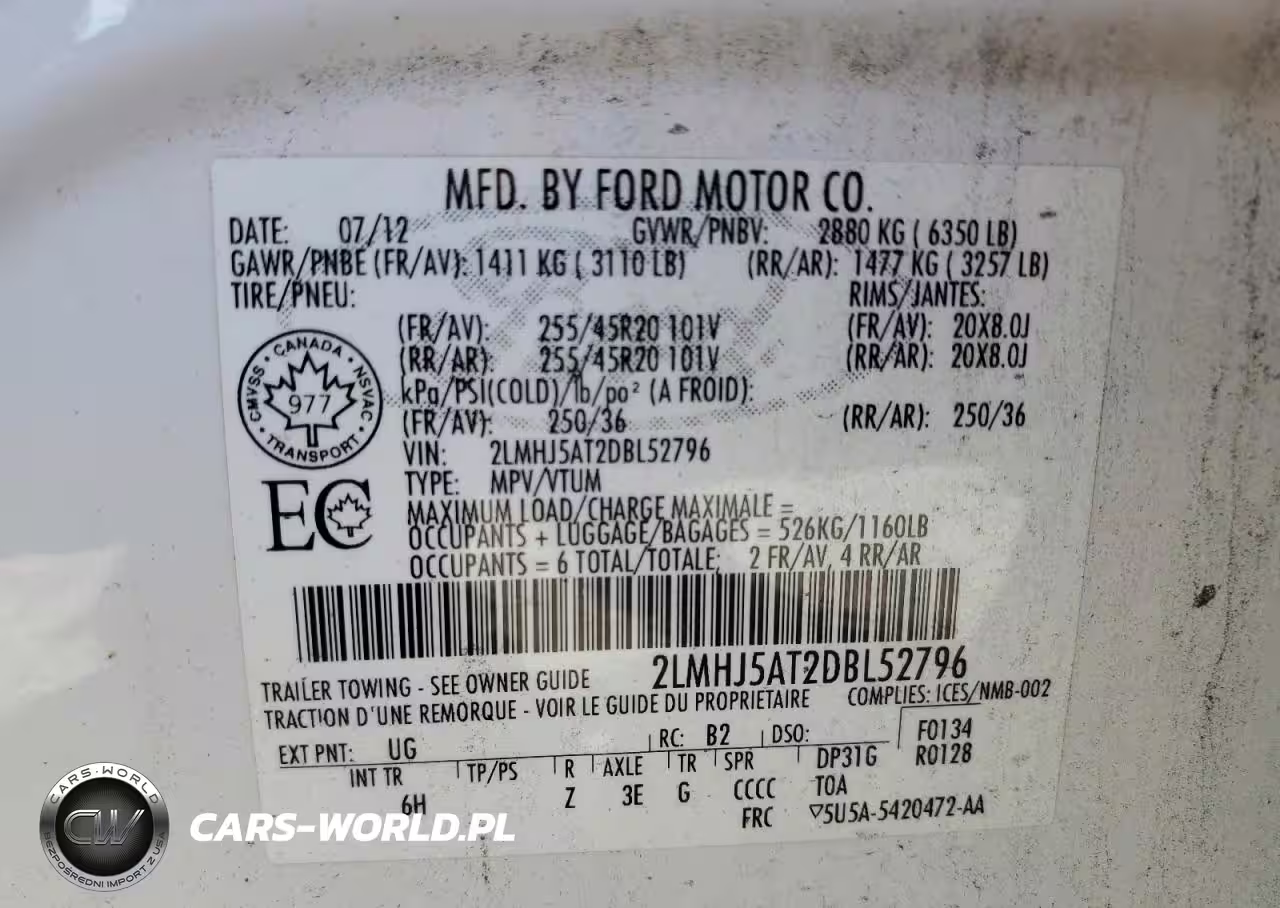 MFD. BY FORD MOTOR CO.
DATE: 07/12 GVWR/PNBV: 2880 KG ( 6350 LB)
GAWR/PNBE (FR/AV): 1411 KG ( 3110 LB) (RR/AR): 1477 KG ( 3257 LB)
TIRE/PNEU: RIMS/JANTES:
(FR/AV): 255/45R20 101V (FR/AV): 20X8.0J
(RR/AR): 255/45R20 101V (RR/AR): 20X8.0J
kPa/PSI(COLD)/lb/po² (A FROID):
(FR/AV): 250/36 (RR/AR): 250/36
CANADA
CMVSS • NSVAC
977
TRANSPORT
VIN: 2LMHJ5AT2DBL52796
TYPE: MPV/VTUM
EC
MAXIMUM LOAD/CHARGE MAXIMALE =
OCCUPANTS + LUGGAGE/BAGAGES = 526KG/1160LB
OCCUPANTS = 6 TOTAL/TOTALE; 2 FR/AV, 4 RR/AR
2LMHJ5AT2DBL52796
TRAILER TOWING - SEE OWNER GUIDE
TRACTION D'UNE REMORQUE - VOIR LE GUIDE DU PROPRIETAIRE
COMPLIES: ICES/NMB-002
EXT PNT: UG RC: B2 DSO: F0134
INT TR TP/PS R AXLE TR SPR DP31G R0128
6H Z 3E G CCCC TOA
FRC ▽5U5A-5420472-AA
CARS-WORLD
CW
BEZPOŚREDNI IMPORT Z USA
CARS-WORLD.PL